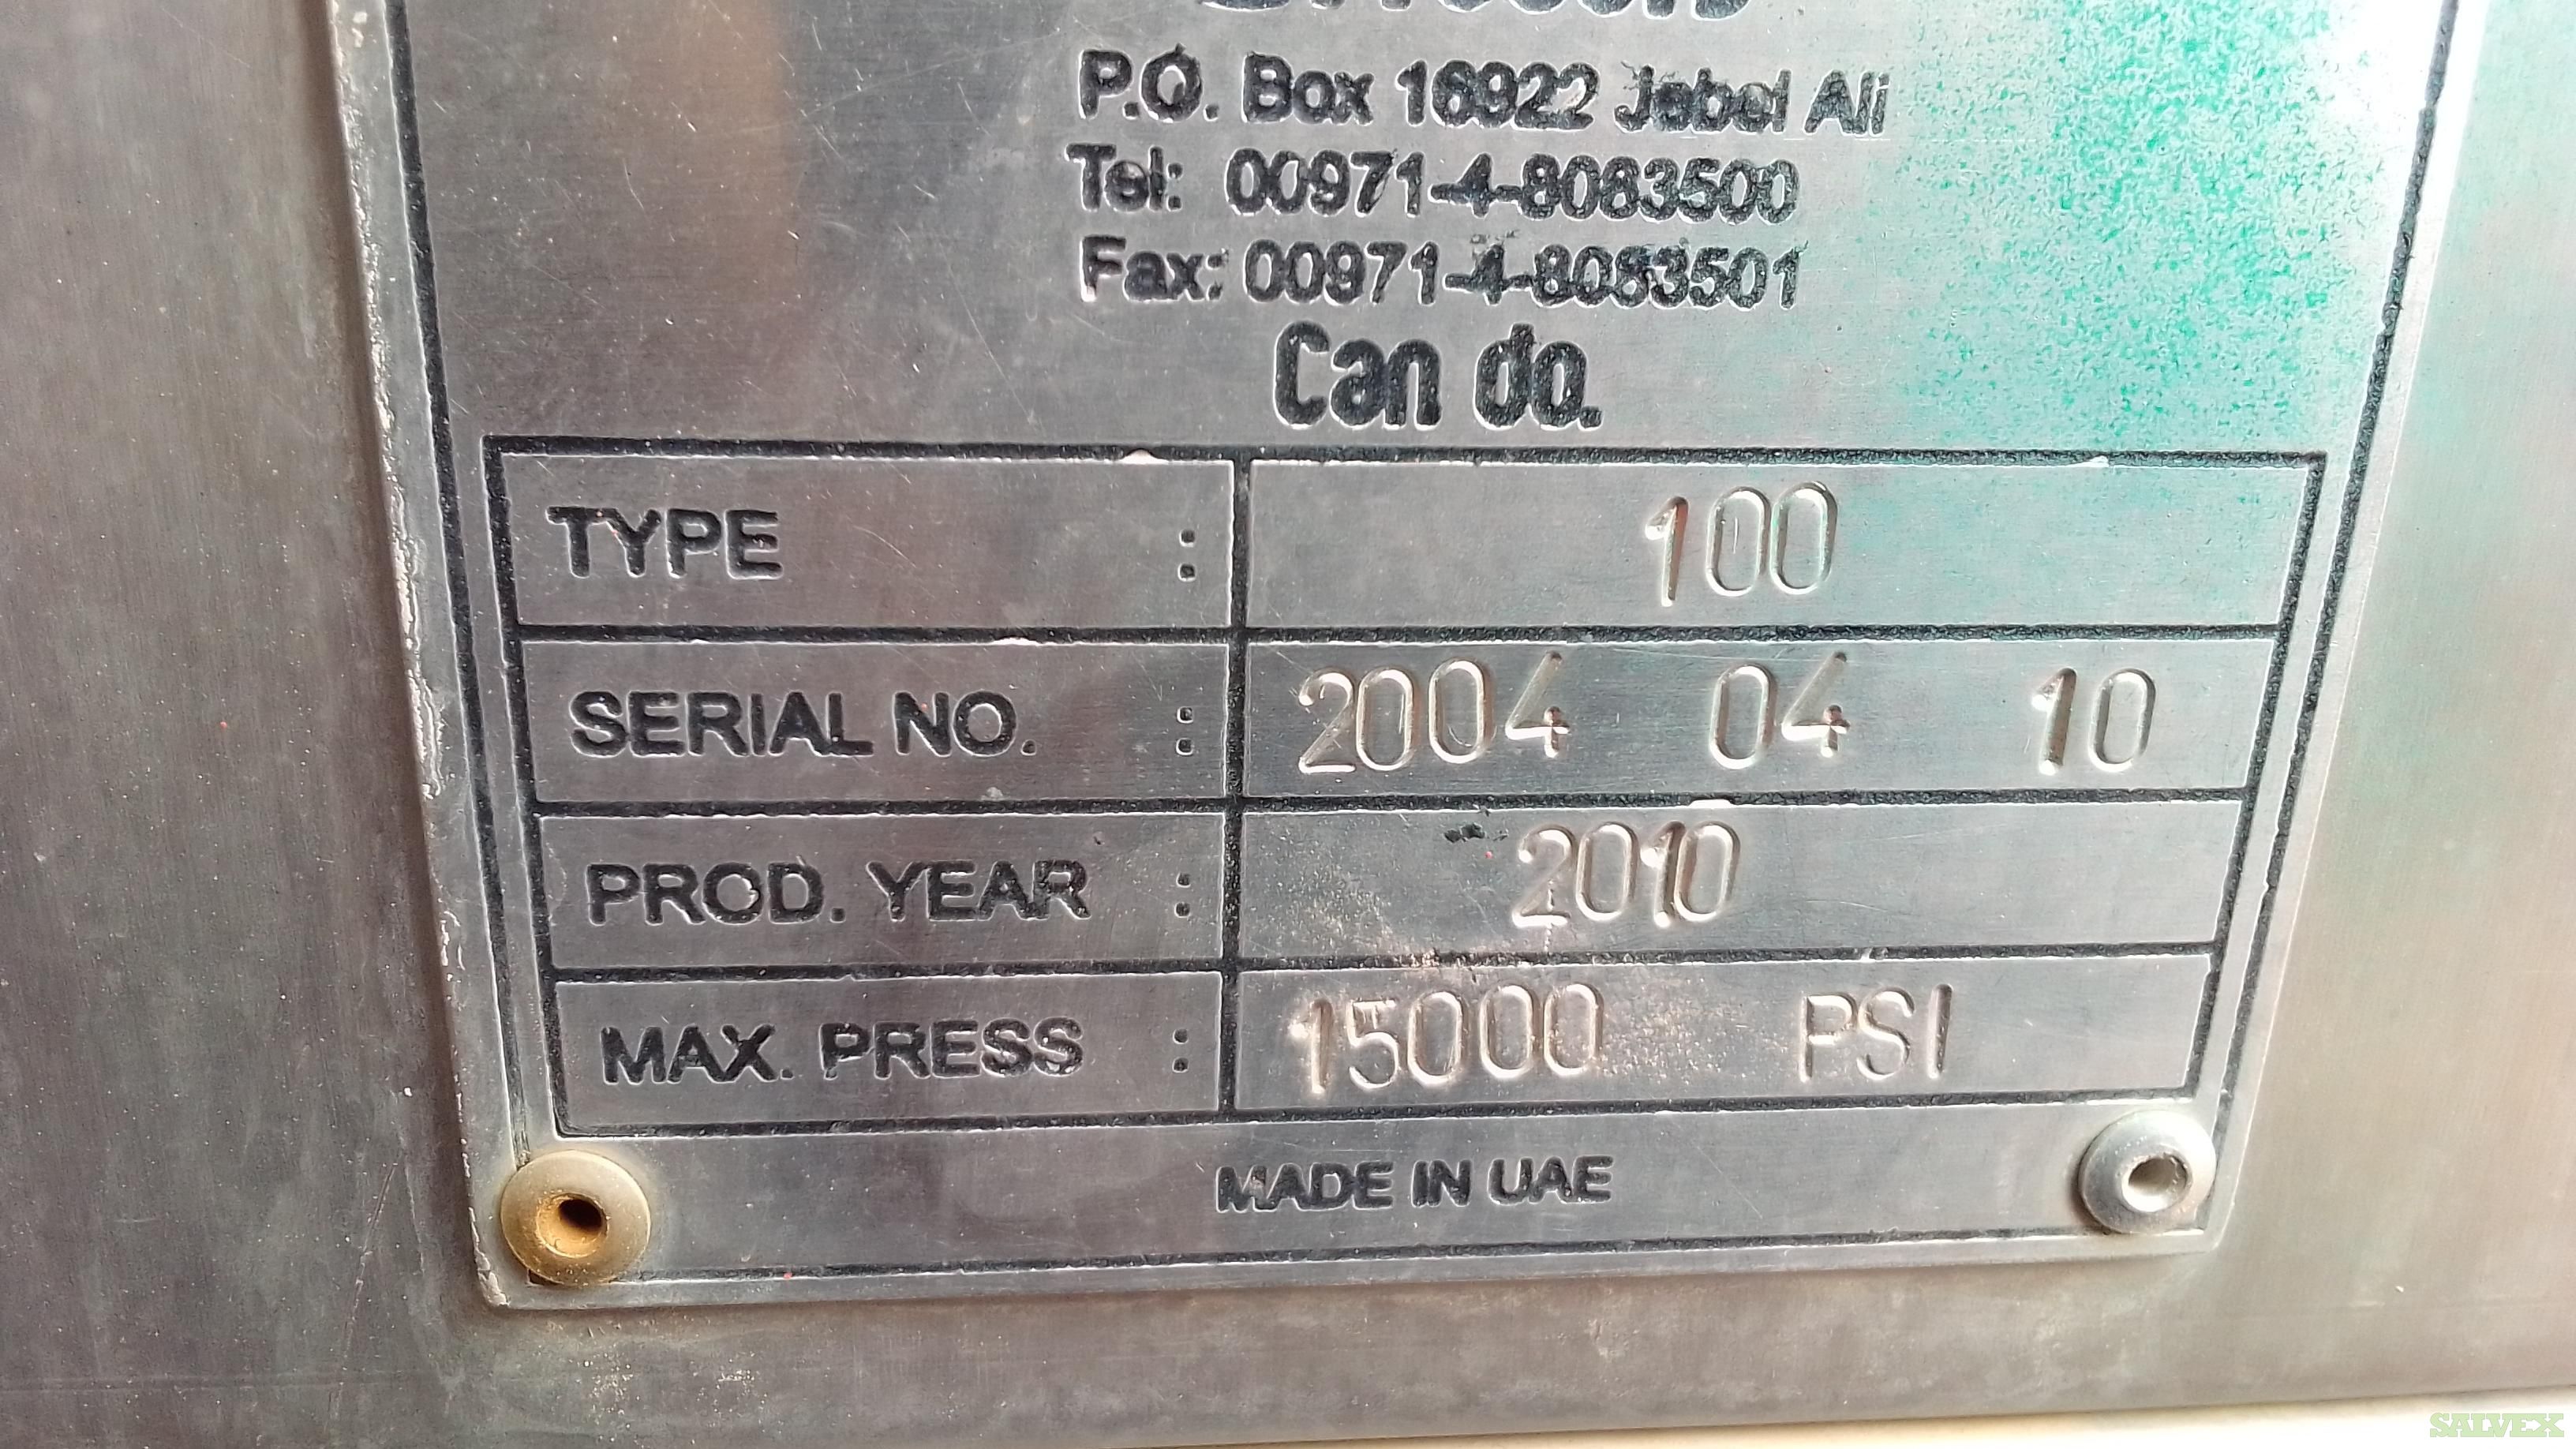 P.O. Box 16922 Jebel Ali
Tel: 00971-4-8083500
Fax: 00971-4-8083501
Can do.
TYPE : 100
SERIAL NO. : 2004 04 10
PROD. YEAR : 2010
MAX. PRESS : 15000 PSI
MADE IN UAE
SALVEX